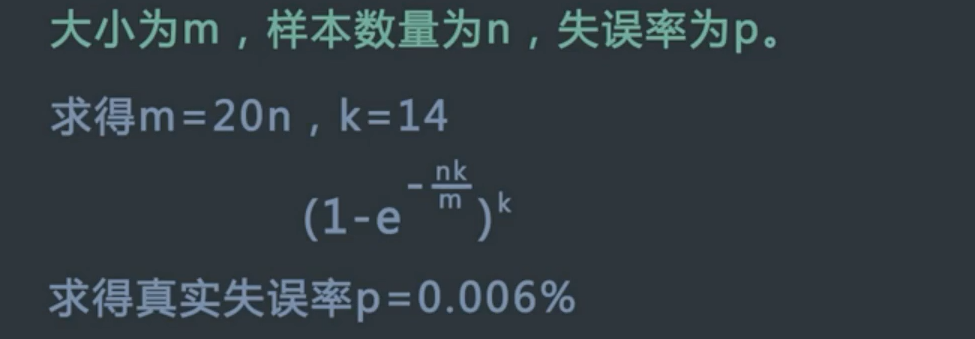 大小为m，样本数量为n，失误率为p。
求得m=20n，k=14
(1-e^{-\frac{nk}{m}})^k
求得真实失误率p=0.006%